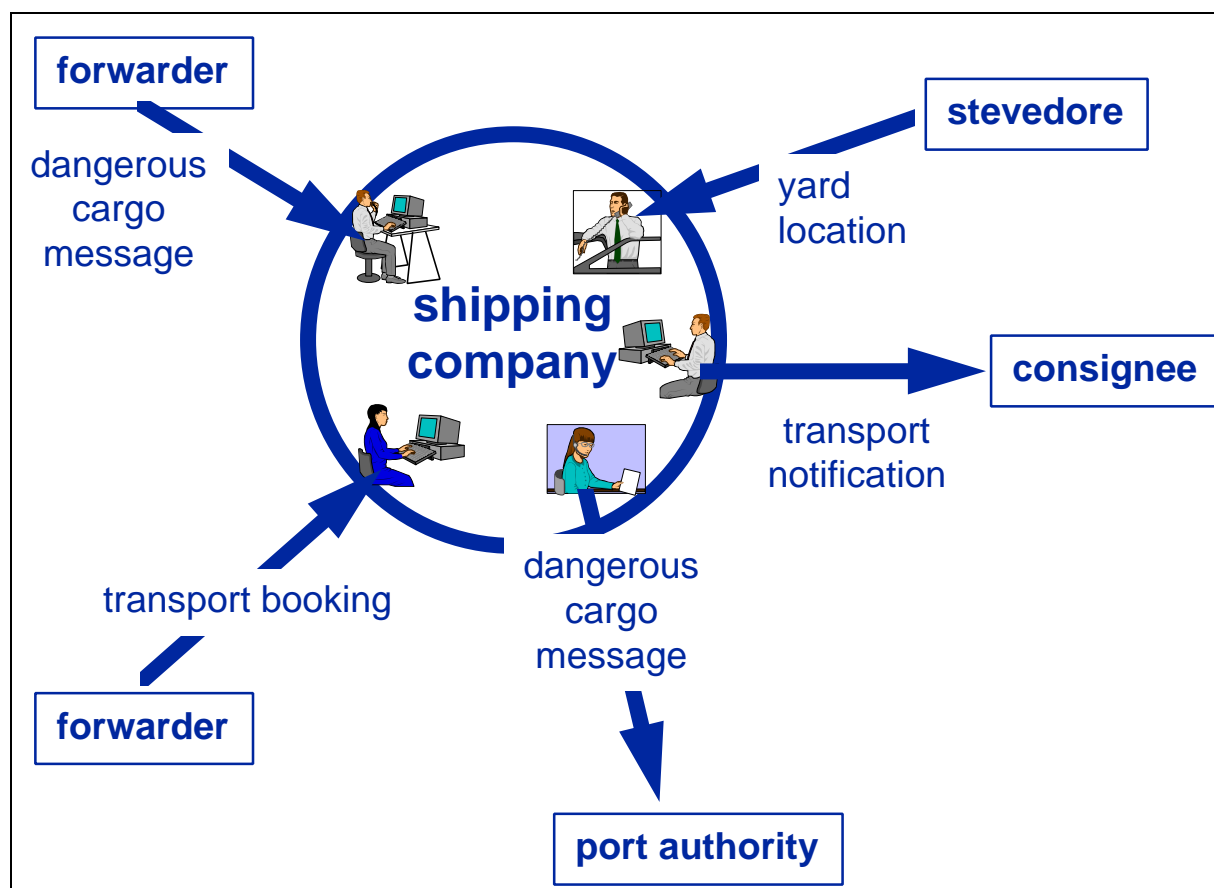 forwarder
dangerous
cargo
message
stevedore
yard
location
shipping
company
consignee
transport
notification
transport booking
dangerous
cargo
message
forwarder
port authority